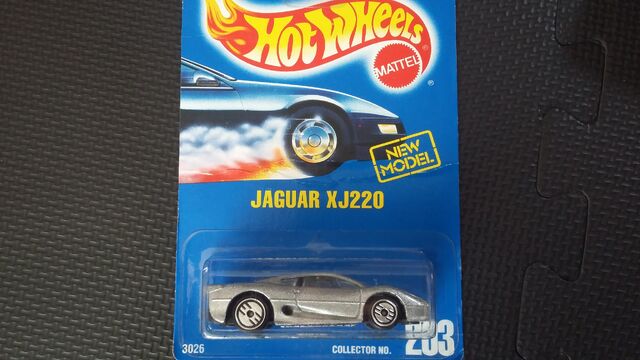 HOT WHEELS
MATTEL
NEW
MODEL
JAGUAR XJ220
3026
COLLECTOR NO. 203